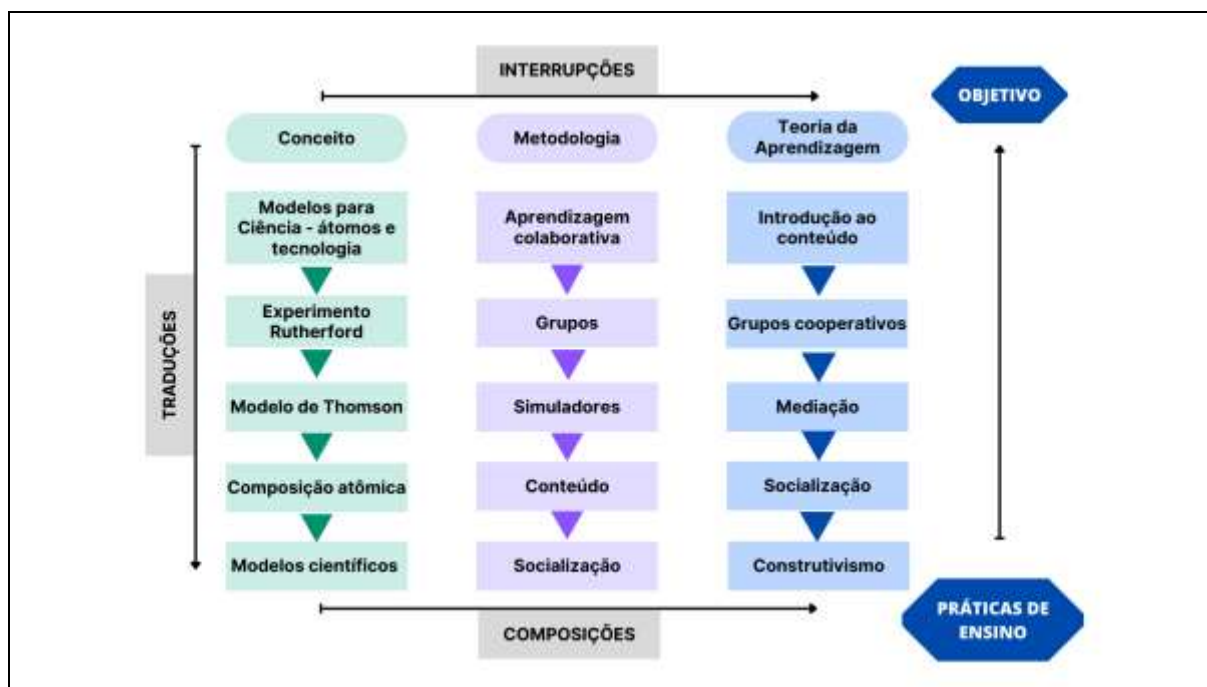 INTERRUPÇÕES
OBJETIVO
Conceito
Metodologia
Teoria da
Aprendizagem
Modelos para
Ciência - átomos e
tecnologia
Aprendizagem
colaborativa
Introdução ao
conteúdo
TRADUÇÕES
Experimento
Rutherford
Grupos
Grupos cooperativos
Modelo de Thomson
Simuladores
Mediação
Composição atômica
Conteúdo
Socialização
Modelos científicos
Socialização
Construtivismo
COMPOSIÇÕES
PRÁTICAS DE
ENSINO